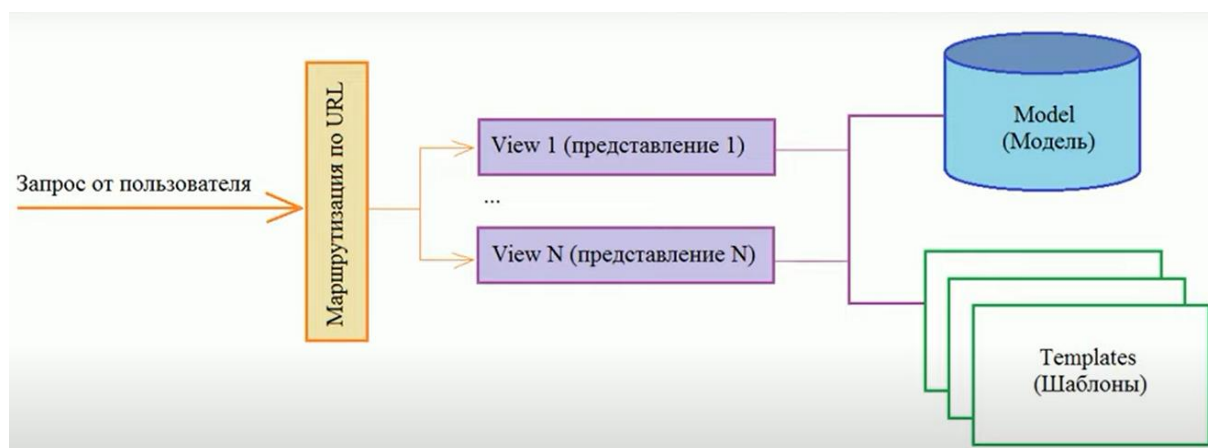 Запрос от пользователя
Маршрутизация по URL
View 1 (представление 1)
...
View N (представление N)
Model
(Модель)
Templates
(Шаблоны)